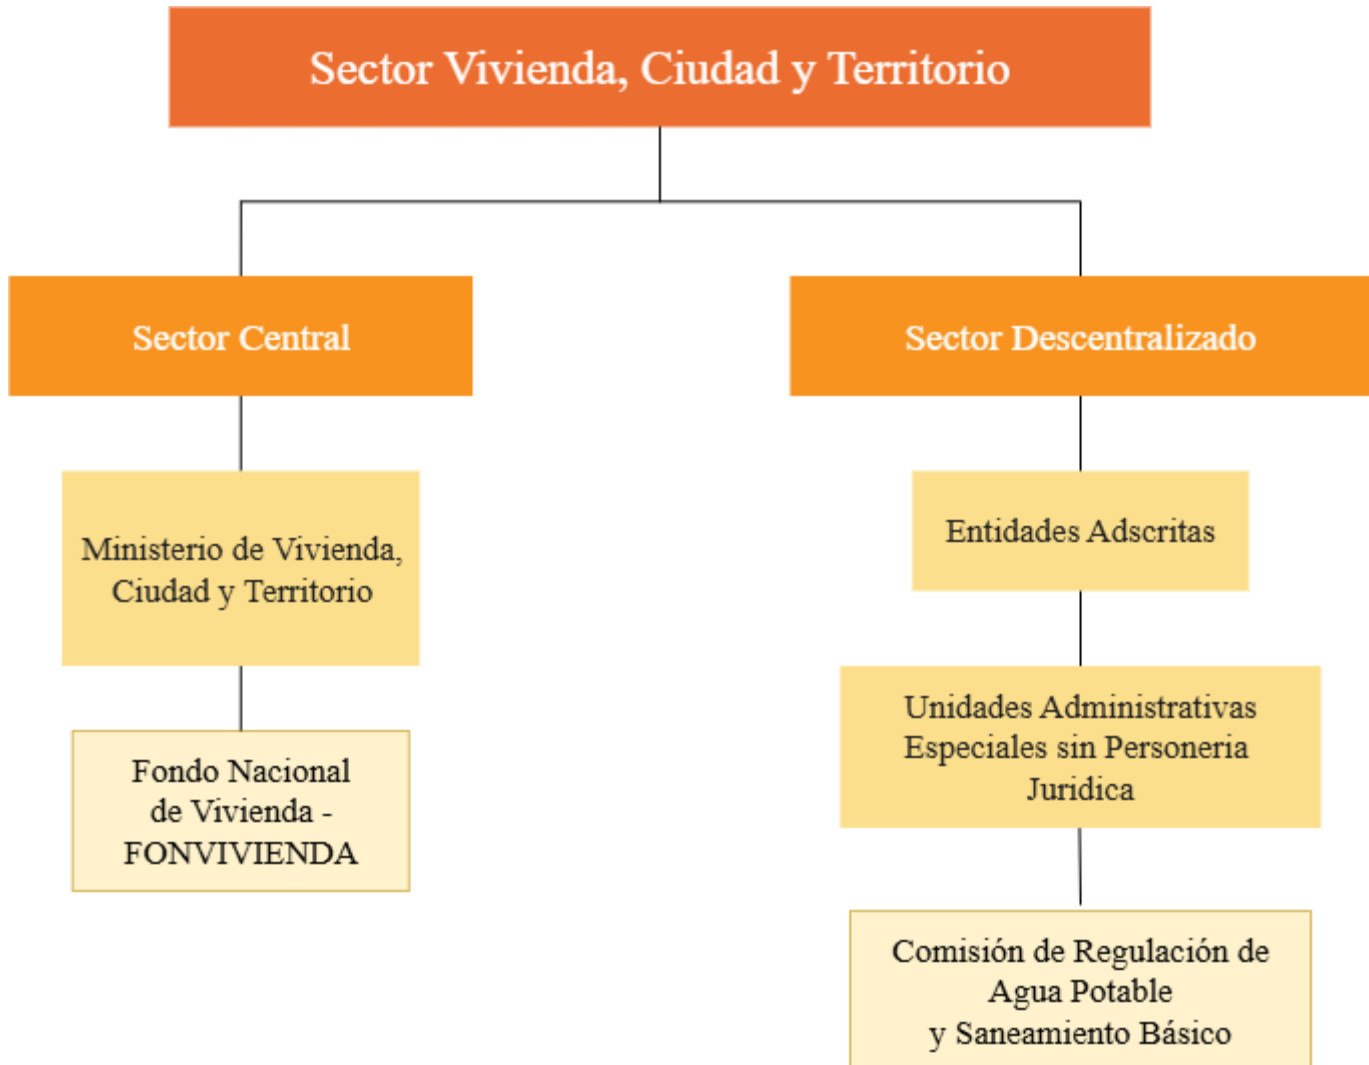 Sector Vivienda, Ciudad y Territorio
Sector Central
Sector Descentralizado
Ministerio de Vivienda,
Ciudad y Territorio
Entidades Adscritas
Fondo Nacional
de Vivienda -
FONVIVIENDA
Unidades Administrativas
Especiales sin Personeria
Juridica
Comisión de Regulación de
Agua Potable
y Saneamiento Básico